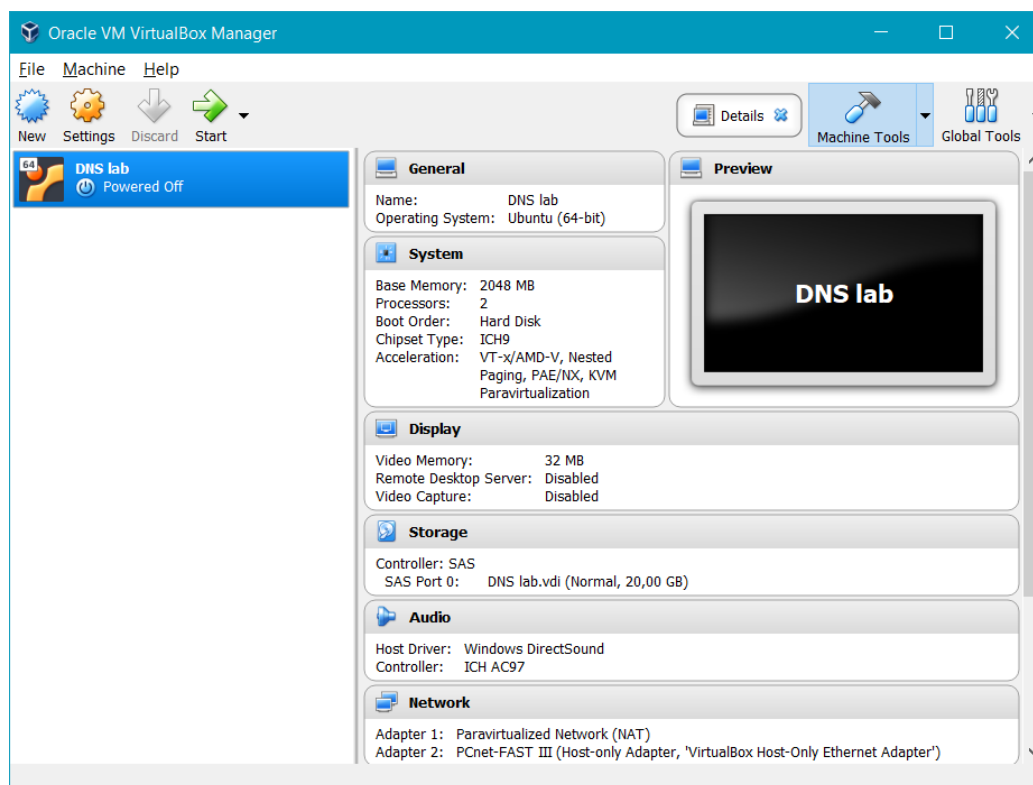 Oracle VM VirtualBox Manager
File Machine Help
New Settings Discard Start
Details
Machine Tools
Global Tools
64
DNS lab
Powered Off
General
Name: DNS lab
Operating System: Ubuntu (64-bit)
Preview
DNS lab
System
Base Memory: 2048 MB
Processors: 2
Boot Order: Hard Disk
Chipset Type: ICH9
Acceleration: VT-x/AMD-V, Nested
Paging, PAE/NX, KVM
Paravirtualization
Display
Video Memory: 32 MB
Remote Desktop Server: Disabled
Video Capture: Disabled
Storage
Controller: SAS
SAS Port 0: DNS lab.vdi (Normal, 20,00 GB)
Audio
Host Driver: Windows DirectSound
Controller: ICH AC97
Network
Adapter 1: Paravirtualized Network (NAT)
Adapter 2: PCnet-FAST III (Host-only Adapter, 'VirtualBox Host-Only Ethernet Adapter')